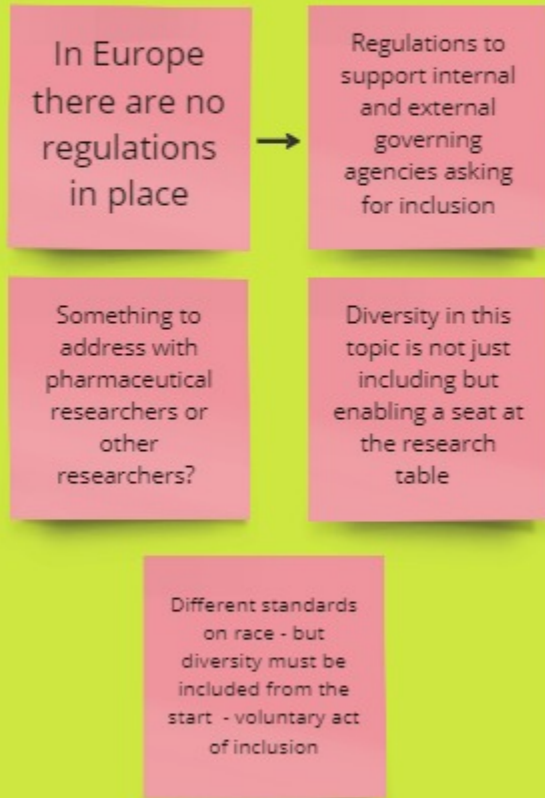 In Europe
there are no
regulations
in place
Regulations to
support internal
and external
governing
agencies asking
for inclusion
Something to
address with
pharmaceutical
researchers or
other
researchers?
Diversity in this
topic is not just
including but
enabling a seat at
the research
table
Different standards
on race - but
diversity must be
included from the
start - voluntary act
of inclusion